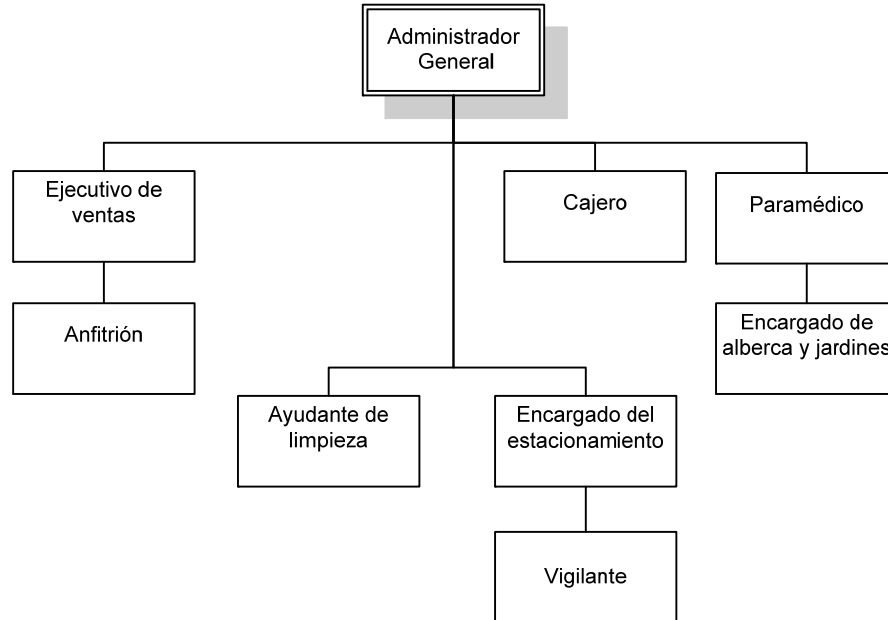 Administrador
General
Ejecutivo de
ventas
Cajero
Paramédico
Anfitrión
Encargado de
alberca y jardines
Ayudante de
limpieza
Encargado del
estacionamiento
Vigilante